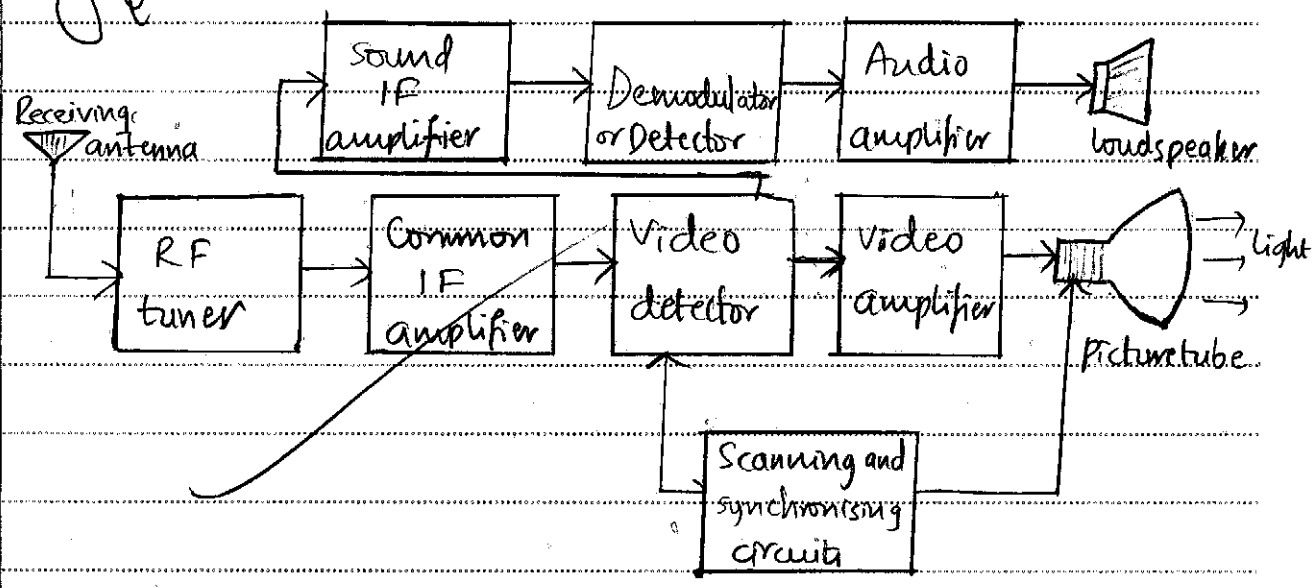 Sound
IF
amplifier
Demodulator
or Detector
Audio
amplifier
loudspeaker
Receiving
antenna
RF
tuner
Common
IF
amplifier
Video
detector
Video
amplifier
light
picturetube
Scanning and
synchronising
circuits